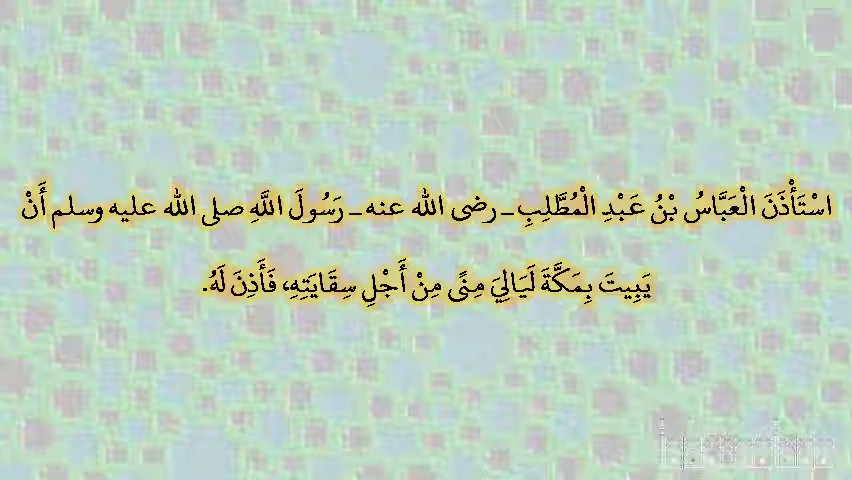 اسْتَأْذَنَ الْعَبَّاسُ بْنُ عَبْدِ الْمُطَّلِبِ ـ رضى الله عنه ـ رَسُولَ اللَّهِ صلى الله عليه وسلم أَنْ
يَبِيتَ بِمَكَّةَ لَيَالِيَ مِنًى مِنْ أَجْلِ سِقَايَتِهِ، فَأَذِنَ لَهُ.